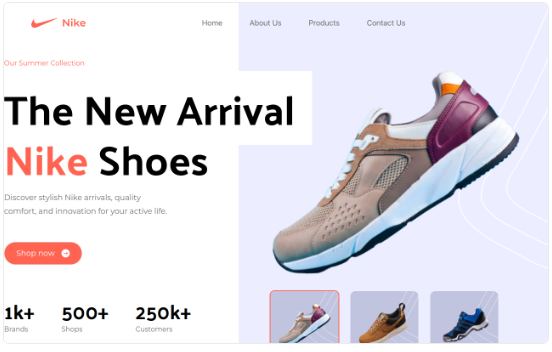 Nike
Home
About Us
Products
Contact Us
Our Summer Collection
The New Arrival
Nike Shoes
Discover stylish Nike arrivals, quality
comfort, and innovation for your active life.
Shop now
1k+
Brands
500+
Shops
250k+
Customers